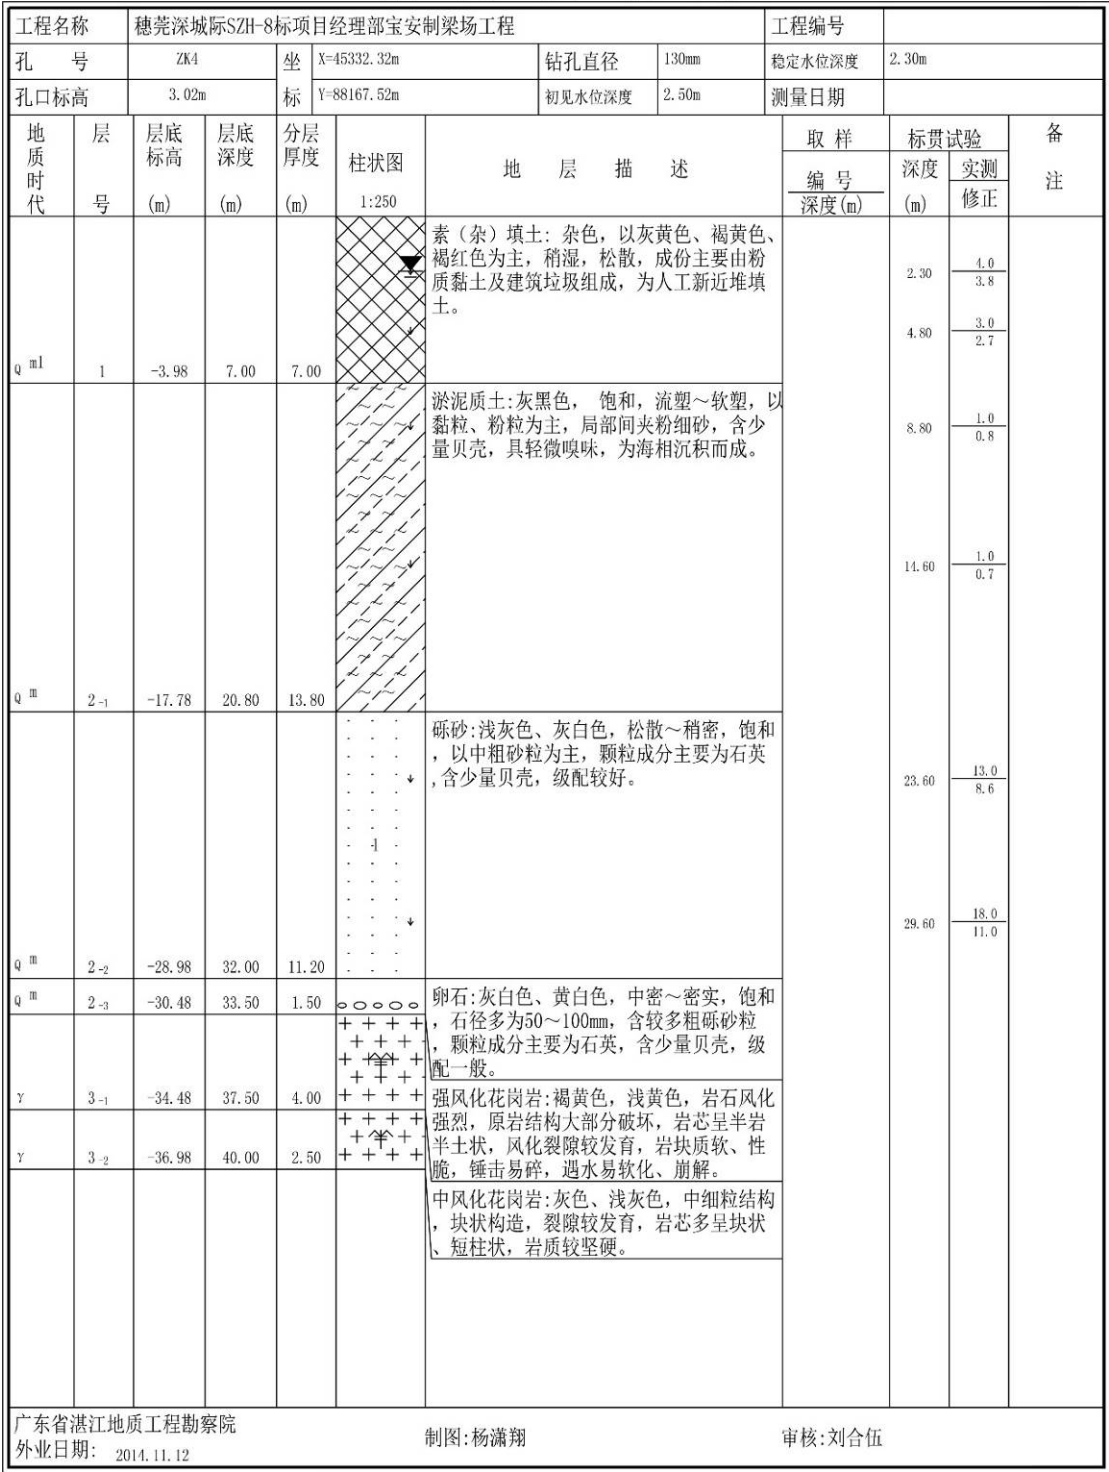 工程名称 穗莞深城际SZH-8标项目经理部宝安制梁场工程 工程编号
孔 号 ZK4 坐 X=45332.32m 钻孔直径 130mm 稳定水位深度 2.30m
孔口标高 3.02m 标 Y=88167.52m 初见水位深度 2.50m 测量日期
地质时代 层号 层底标高(m) 层底深度(m) 分层厚度(m) 柱状图 1:250 地 层 描 述 取 样 编 号 深度(m) 标贯试验 深度(m) 实测 修正 备注
素（杂）填土: 杂色, 以灰黄色、褐黄色、
褐红色为主, 稍湿, 松散, 成份主要由粉
质黏土及建筑垃圾组成, 为人工新近堆填
土。
2.30 4.0 3.8
4.80 3.0 2.7
Q ml 1 -3.98 7.00 7.00
淤泥质土:灰黑色, 饱和, 流塑～软塑, 以
黏粒、粉粒为主, 局部间夹粉细砂, 含少
量贝壳, 具轻微嗅味, 为海相沉积而成。
8.80 1.0 0.8
14.60 1.0 0.7
Q m 2-1 -17.78 20.80 13.80
砾砂:浅灰色、灰白色, 松散～稍密, 饱和
, 以中粗砂粒为主, 颗粒成分主要为石英
,含少量贝壳, 级配较好。
23.60 13.0 8.6
29.60 18.0 11.0
Q m 2-2 -28.98 32.00 11.20
Q m 2-3 -30.48 33.50 1.50
卵石:灰白色、黄白色, 中密～密实, 饱和
, 石径多为50～100mm, 含较多粗砾砂粒
, 颗粒成分主要为石英, 含少量贝壳, 级
配一般。
γ 3-1 -34.48 37.50 4.00
强风化花岗岩:褐黄色, 浅黄色, 岩石风化
强烈, 原岩结构大部分破坏, 岩芯呈半岩
半土状, 风化裂隙较发育, 岩块质软、性
脆, 锤击易碎, 遇水易软化、崩解。
γ 3-2 -36.98 40.00 2.50
中风化花岗岩:灰色、浅灰色, 中细粒结构
, 块状构造, 裂隙较发育, 岩芯多呈块状
、短柱状, 岩质较坚硬。
广东省湛江地质工程勘察院
外业日期: 2014.11.12 制图:杨潇翔 审核:刘合伍